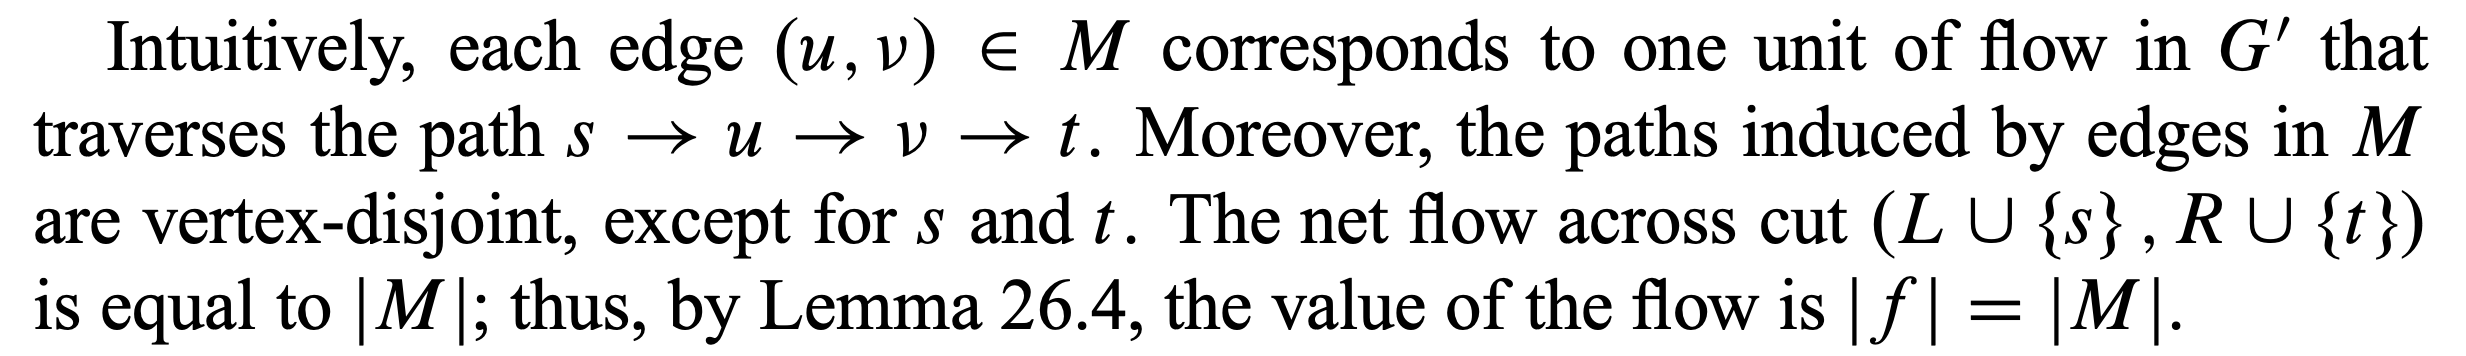 Intuitively, each edge (u, v) ∈ M corresponds to one unit of flow in G′ that
traverses the path s → u → v → t. Moreover, the paths induced by edges in M
are vertex-disjoint, except for s and t. The net flow across cut (L ∪ {s}, R ∪ {t})
is equal to |M|; thus, by Lemma 26.4, the value of the flow is |f| = |M|.